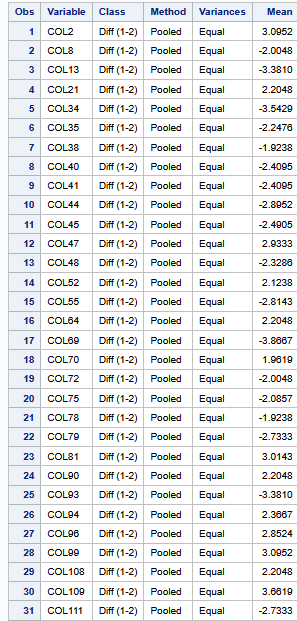 Obs Variable Class Method Variances Mean
1 COL2 Diff (1-2) Pooled Equal 3.0952
2 COL8 Diff (1-2) Pooled Equal -2.0048
3 COL13 Diff (1-2) Pooled Equal -3.3810
4 COL21 Diff (1-2) Pooled Equal 2.2048
5 COL34 Diff (1-2) Pooled Equal -3.5429
6 COL35 Diff (1-2) Pooled Equal -2.2476
7 COL38 Diff (1-2) Pooled Equal -1.9238
8 COL40 Diff (1-2) Pooled Equal -2.4095
9 COL41 Diff (1-2) Pooled Equal -2.4095
10 COL44 Diff (1-2) Pooled Equal -2.8952
11 COL45 Diff (1-2) Pooled Equal -2.4905
12 COL47 Diff (1-2) Pooled Equal 2.9333
13 COL48 Diff (1-2) Pooled Equal -2.3286
14 COL52 Diff (1-2) Pooled Equal 2.1238
15 COL55 Diff (1-2) Pooled Equal -2.8143
16 COL64 Diff (1-2) Pooled Equal 2.2048
17 COL69 Diff (1-2) Pooled Equal -3.8667
18 COL70 Diff (1-2) Pooled Equal 1.9619
19 COL72 Diff (1-2) Pooled Equal -2.0048
20 COL75 Diff (1-2) Pooled Equal -2.0857
21 COL78 Diff (1-2) Pooled Equal -1.9238
22 COL79 Diff (1-2) Pooled Equal -2.7333
23 COL81 Diff (1-2) Pooled Equal 3.0143
24 COL90 Diff (1-2) Pooled Equal 2.2048
25 COL93 Diff (1-2) Pooled Equal -3.3810
26 COL94 Diff (1-2) Pooled Equal 2.3667
27 COL96 Diff (1-2) Pooled Equal 2.8524
28 COL99 Diff (1-2) Pooled Equal 3.0952
29 COL108 Diff (1-2) Pooled Equal 2.2048
30 COL109 Diff (1-2) Pooled Equal 3.6619
31 COL111 Diff (1-2) Pooled Equal -2.7333